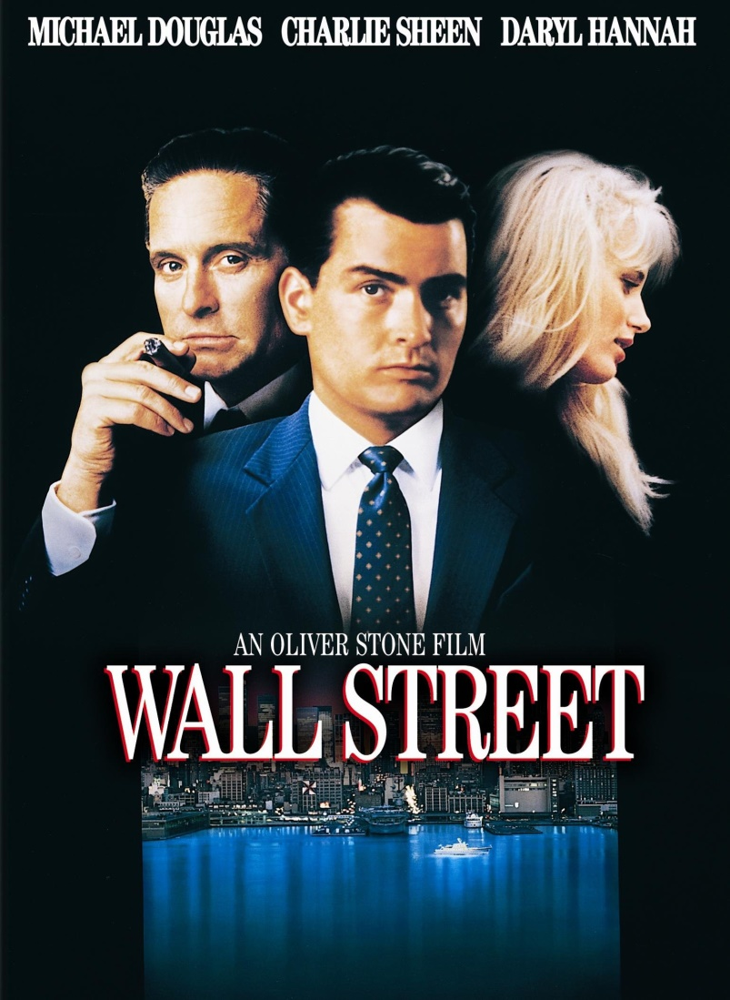 MICHAEL DOUGLAS CHARLIE SHEEN DARYL HANNAH
AN OLIVER STONE FILM
WALL STREET